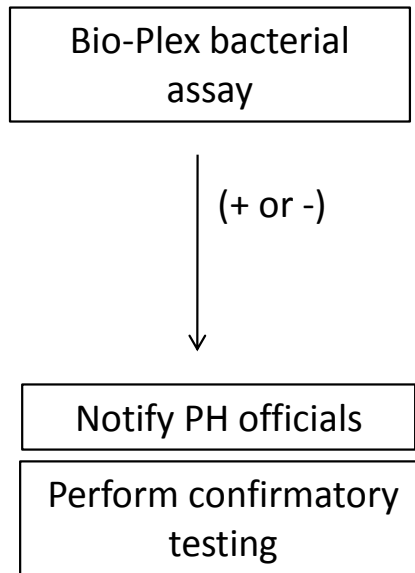 Bio-Plex bacterial
assay
(+ or -)
Notify PH officials
Perform confirmatory
testing